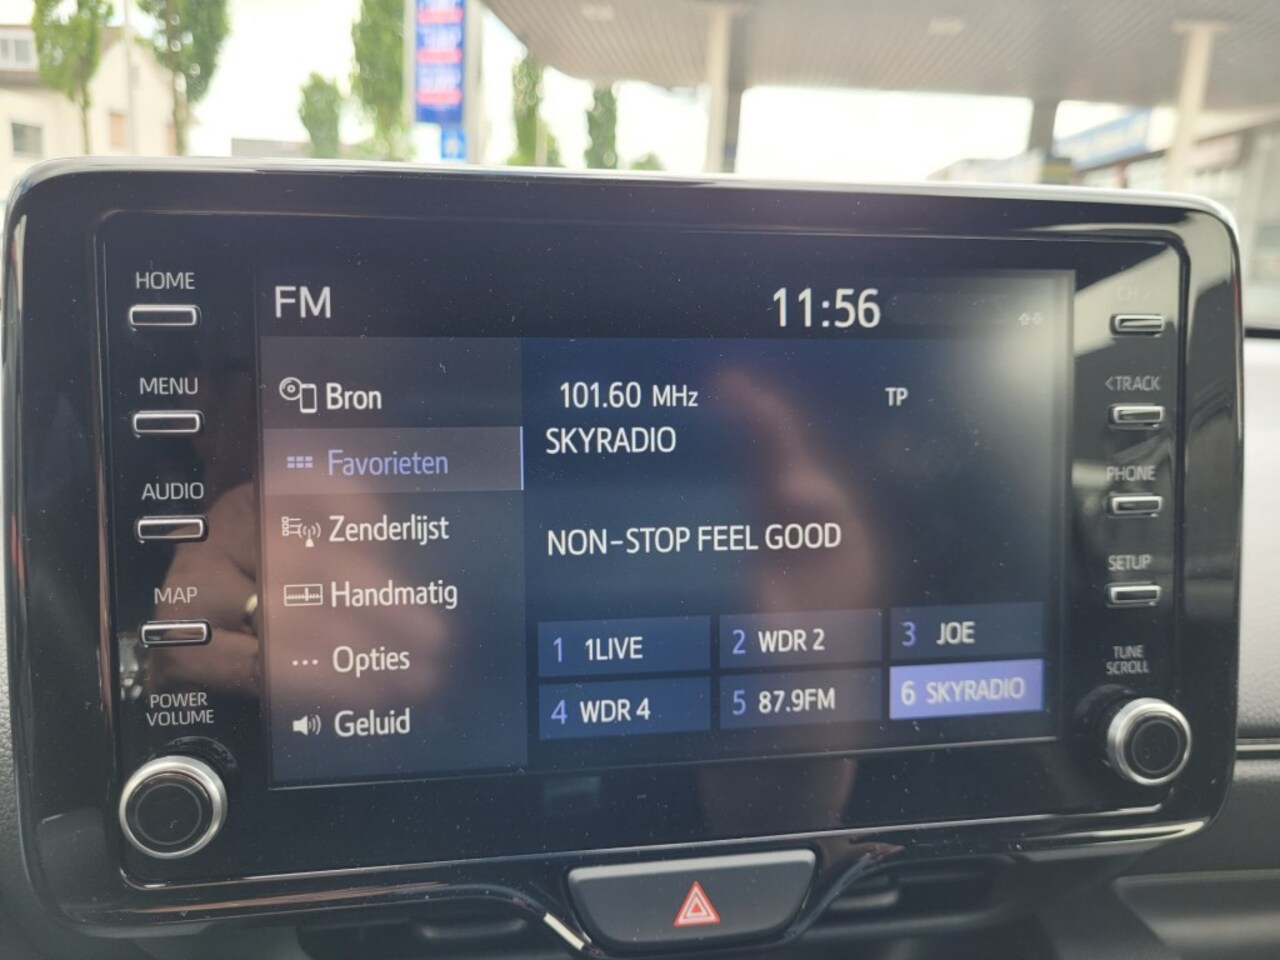 HOME
MENU
AUDIO
MAP
POWER
VOLUME
FM
11:56
Bron
Favorieten
Zenderlijst
Handmatig
Opties
Geluid
101.60 MHz
TP
SKYRADIO
NON-STOP FEEL GOOD
1 1LIVE
2 WDR 2
3 JOE
4 WDR 4
5 87.9FM
6 SKYRADIO
<TRACK
PHONE
SETUP
TUNE
SCROLL